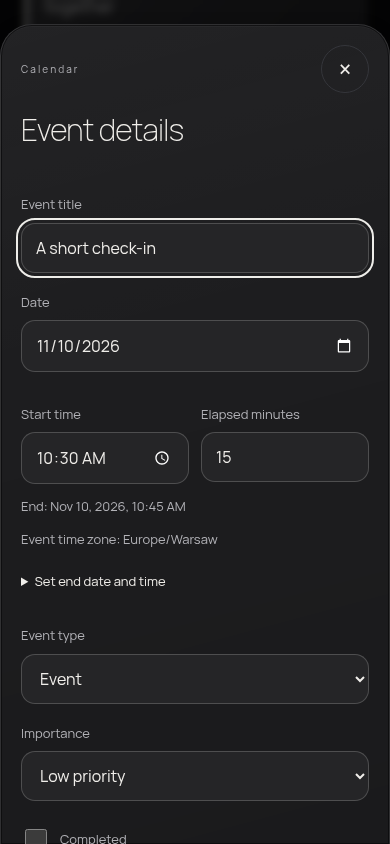 Calendar
Event details
Event title
A short check-in
Date
11/10/2026
Start time
Elapsed minutes
10:30 AM
15
End: Nov 10, 2026, 10:45 AM
Event time zone: Europe/Warsaw
Set end date and time
Event type
Event
Importance
Low priority
Completed